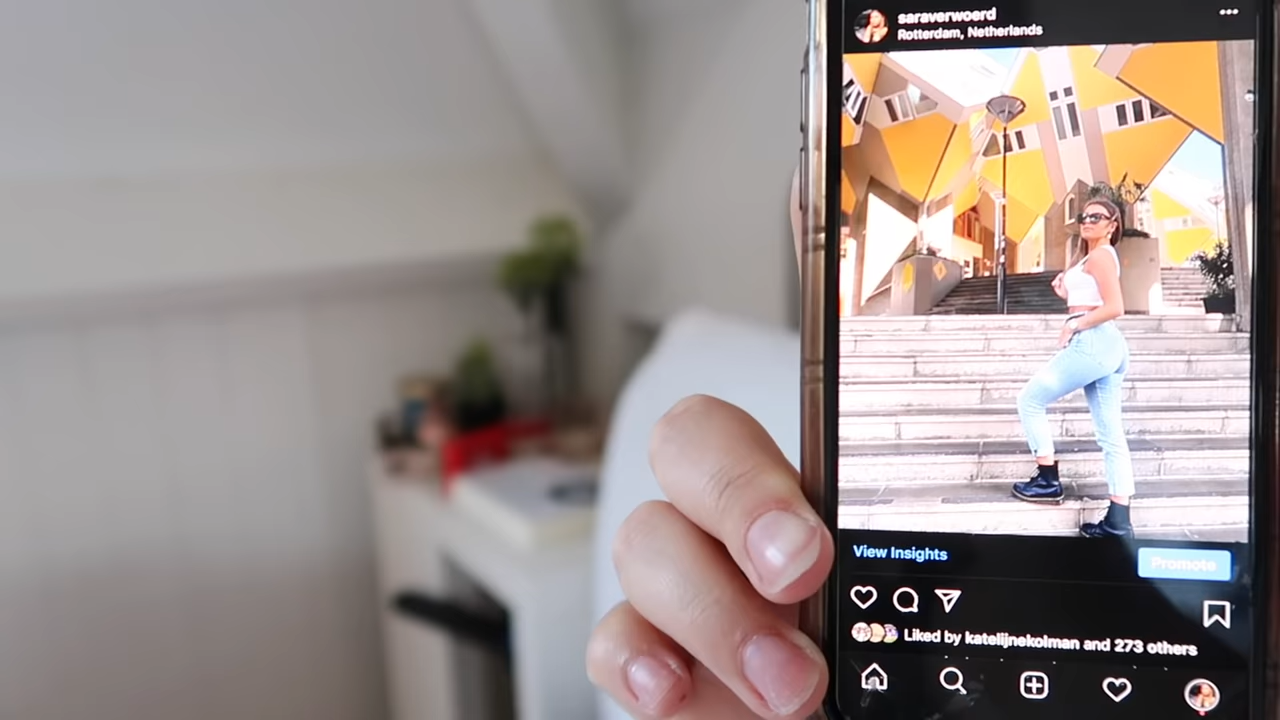 saraverwoerd
Rotterdam, Netherlands
View Insights
Promote
Liked by katelijnekolman and 273 others